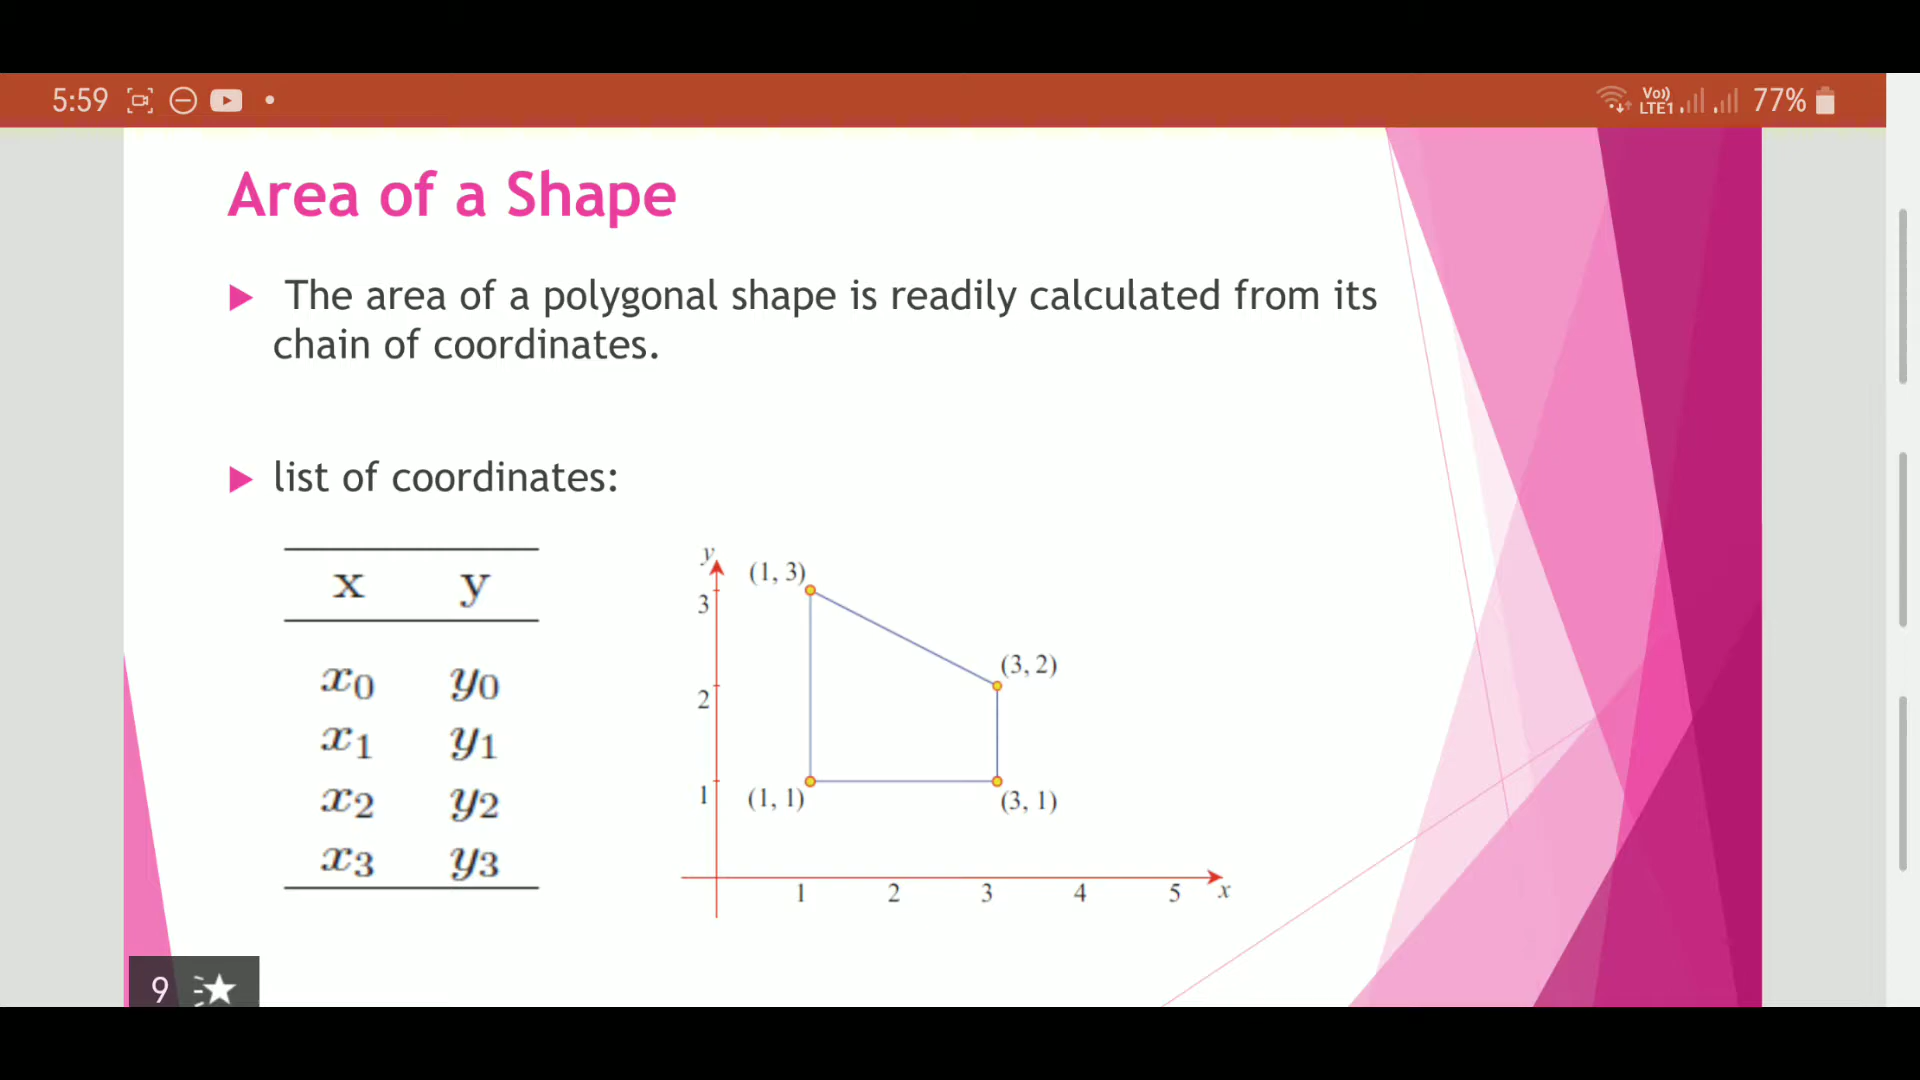 5:59 Vo)) LTE1 77%
Area of a Shape
The area of a polygonal shape is readily calculated from its
chain of coordinates.
list of coordinates:
x y
x0 y0
x1 y1
x2 y2
x3 y3
y
(1, 3)
3
(3, 2)
2
1
(1, 1)
(3, 1)
1 2 3 4 5 x
9